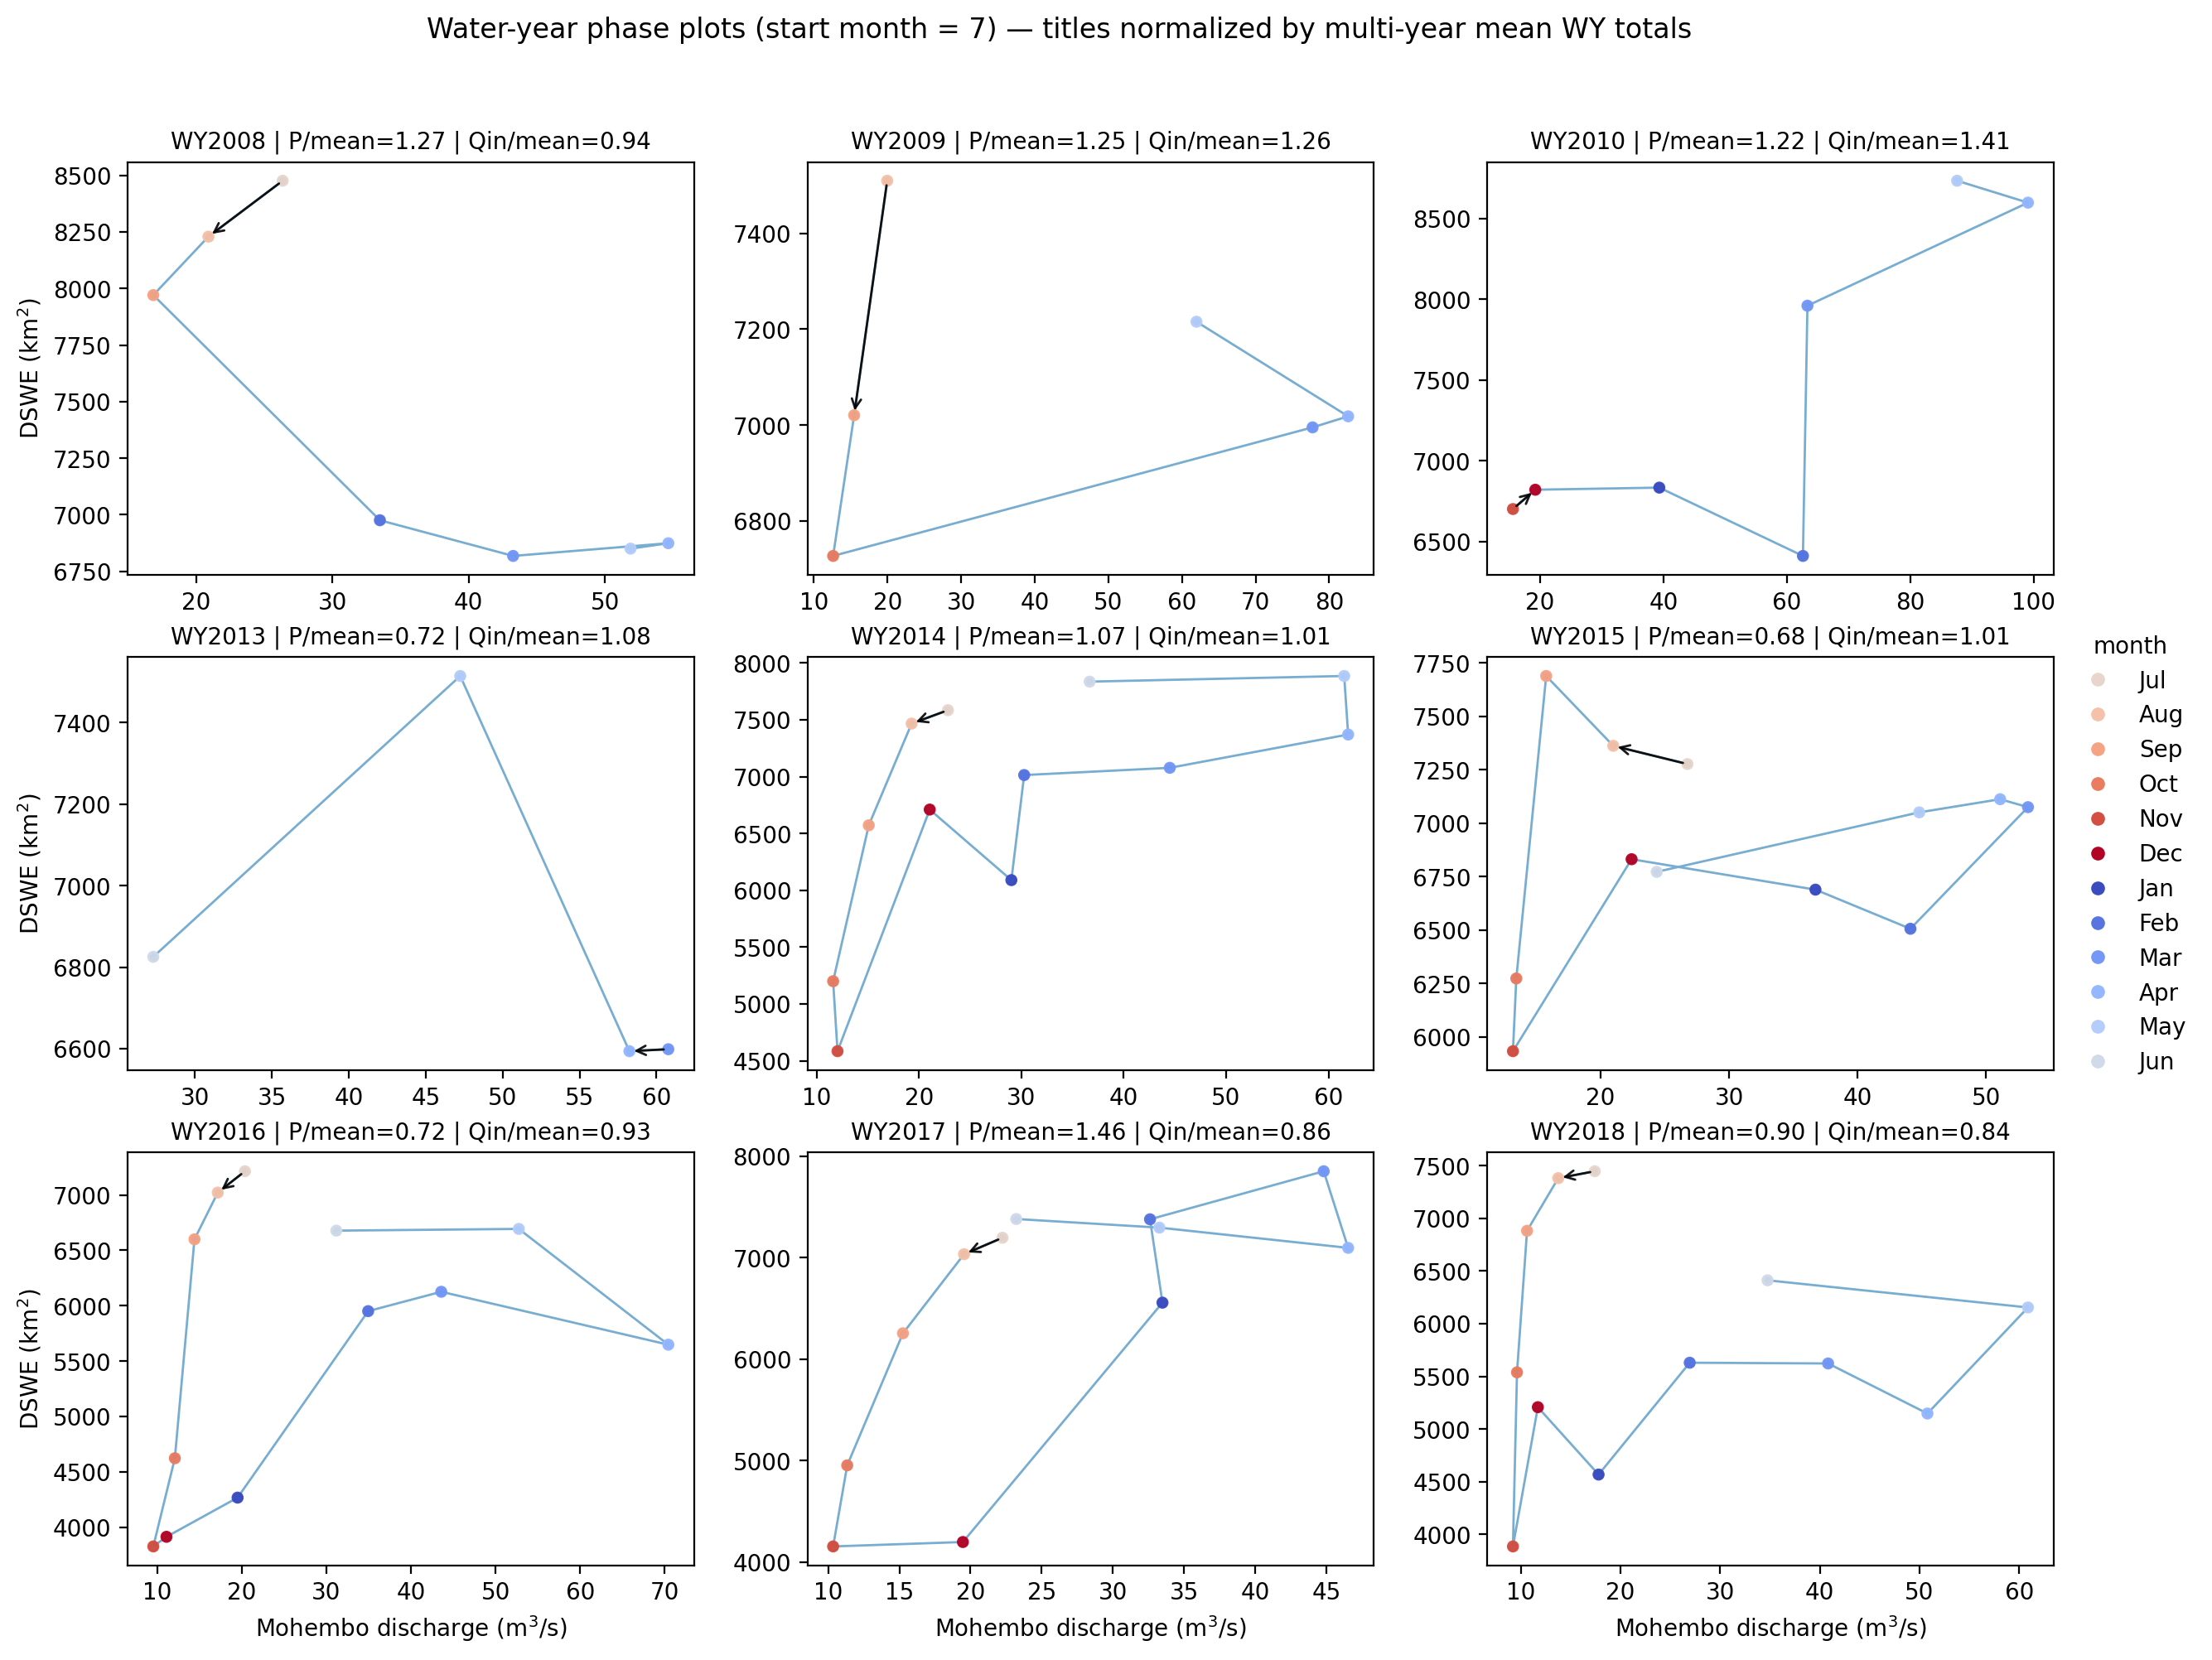 Water-year phase plots (start month = 7) — titles normalized by multi-year mean WY totals
WY2008 | P/mean=1.27 | Qin/mean=0.94
8500
8250
8000
7750
7500
7250
7000
6750
DSWE (km²)
20 30 40 50
WY2009 | P/mean=1.25 | Qin/mean=1.26
7400
7200
7000
6800
10 20 30 40 50 60 70 80
WY2010 | P/mean=1.22 | Qin/mean=1.41
8500
8000
7500
7000
6500
20 40 60 80 100
WY2013 | P/mean=0.72 | Qin/mean=1.08
7400
7200
7000
6800
6600
DSWE (km²)
30 35 40 45 50 55 60
WY2014 | P/mean=1.07 | Qin/mean=1.01
8000
7500
7000
6500
6000
5500
5000
4500
10 20 30 40 50 60
WY2015 | P/mean=0.68 | Qin/mean=1.01
7750
7500
7250
7000
6750
6500
6250
6000
20 30 40 50
month
Jul
Aug
Sep
Oct
Nov
Dec
Jan
Feb
Mar
Apr
May
Jun
WY2016 | P/mean=0.72 | Qin/mean=0.93
7000
6500
6000
5500
5000
4500
4000
DSWE (km²)
10 20 30 40 50 60 70
Mohembo discharge (m³/s)
WY2017 | P/mean=1.46 | Qin/mean=0.86
8000
7000
6000
5000
4000
10 15 20 25 30 35 40 45
Mohembo discharge (m³/s)
WY2018 | P/mean=0.90 | Qin/mean=0.84
7500
7000
6500
6000
5500
5000
4500
4000
10 20 30 40 50 60
Mohembo discharge (m³/s)